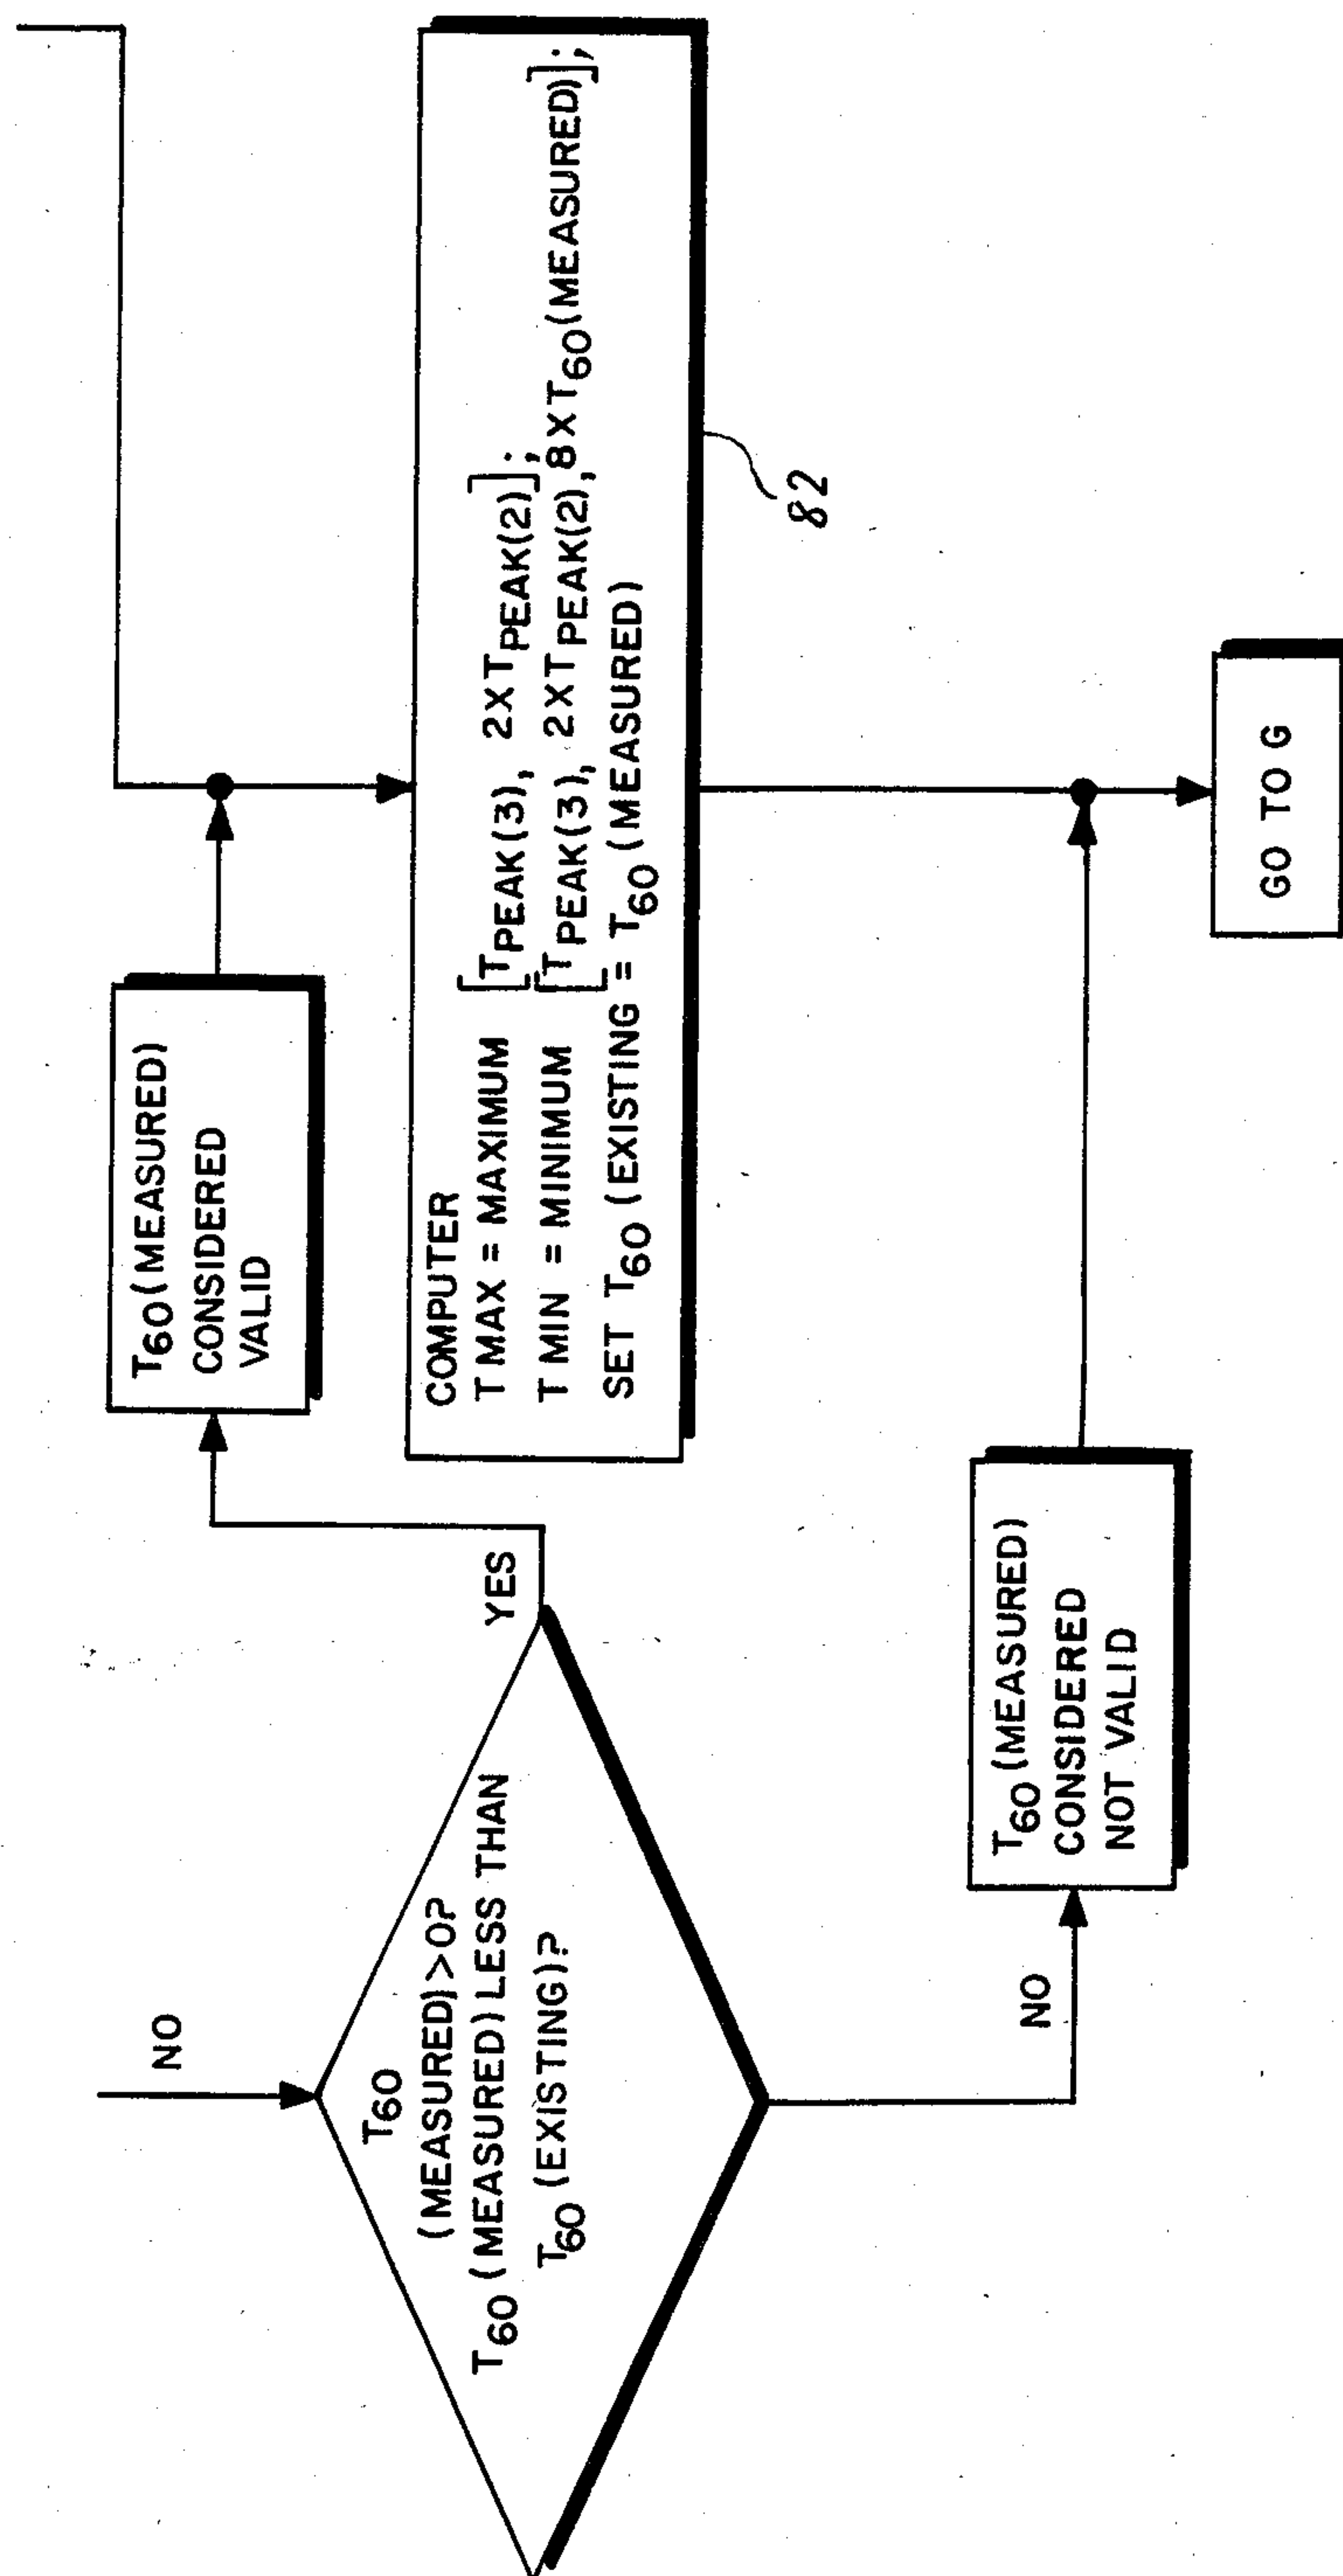 NO
T60
(MEASURED)>0?
T60 (MEASURED) LESS THAN
T60 (EXISTING)?
YES
T60 (MEASURED)
CONSIDERED
VALID
COMPUTER
T MAX = MAXIMUM [TPEAK(3), 2XTPEAK(2)];
T MIN = MINIMUM [TPEAK(3), 2XTPEAK(2), 8XT60(MEASURED)];
SET T60 (EXISTING = T60 (MEASURED)
82
NO
T60 (MEASURED)
CONSIDERED
NOT VALID
GO TO G